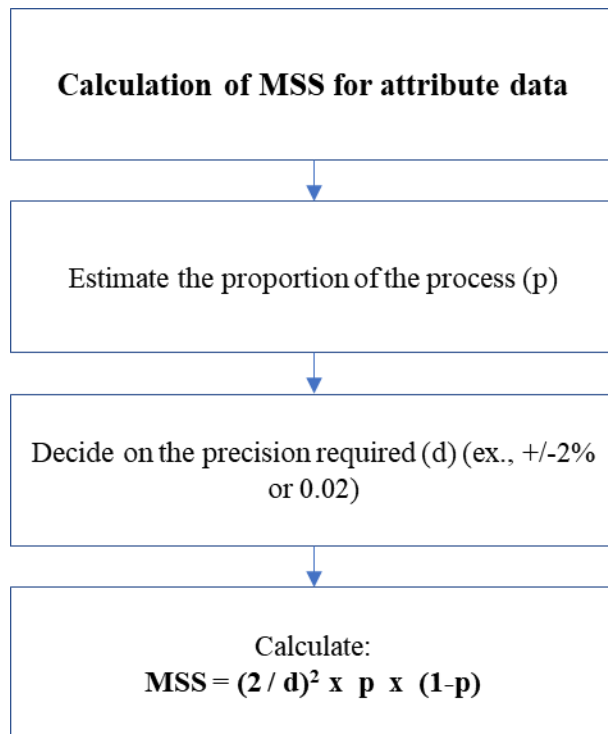 Calculation of MSS for attribute data
Estimate the proportion of the process (p)
Decide on the precision required (d) (ex., +/-2%
or 0.02)
Calculate:
MSS = (2 / d)² x p x (1-p)